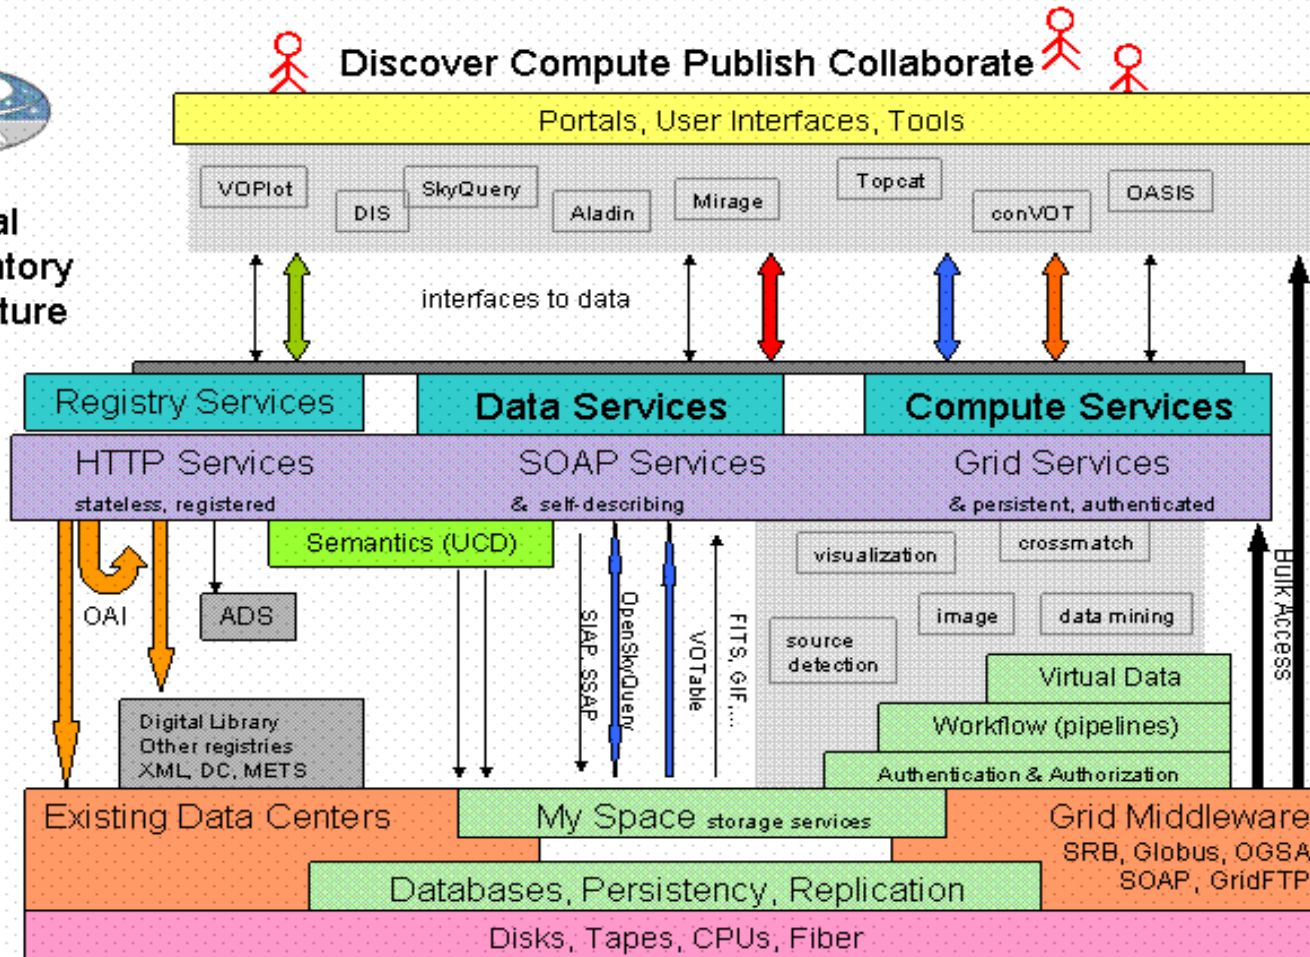 Discover Compute Publish Collaborate
Portals, User Interfaces, Tools
VOPlot
DIS
SkyQuery
Aladin
Mirage
Topcat
conVOT
OASIS
al
tory
ture
interfaces to data
Registry Services
Data Services
Compute Services
HTTP Services
stateless, registered
SOAP Services
& self-describing
Grid Services
& persistent, authenticated
Semantics (UCD)
OAI
ADS
SIAP, SSAP
OpenSkyQuery
VOTable
FITS, GIF,...
visualization
crossmatch
image
data mining
source
detection
Bulk Access
Digital Library
Other registries
XML, DC, METS
Virtual Data
Workflow (pipelines)
Authentication & Authorization
Existing Data Centers
My Space storage services
Grid Middleware
SRB, Globus, OGSA
SOAP, GridFTP
Databases, Persistency, Replication
Disks, Tapes, CPUs, Fiber